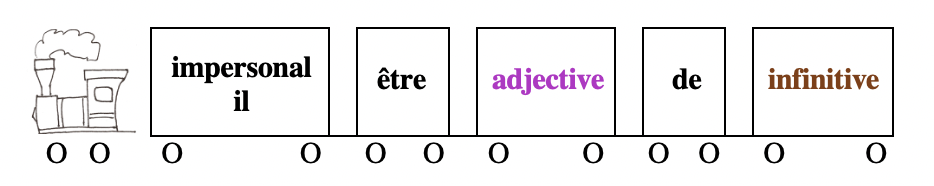 impersonal
il
être
adjective
de
infinitive
O O O O O O O O O O O O